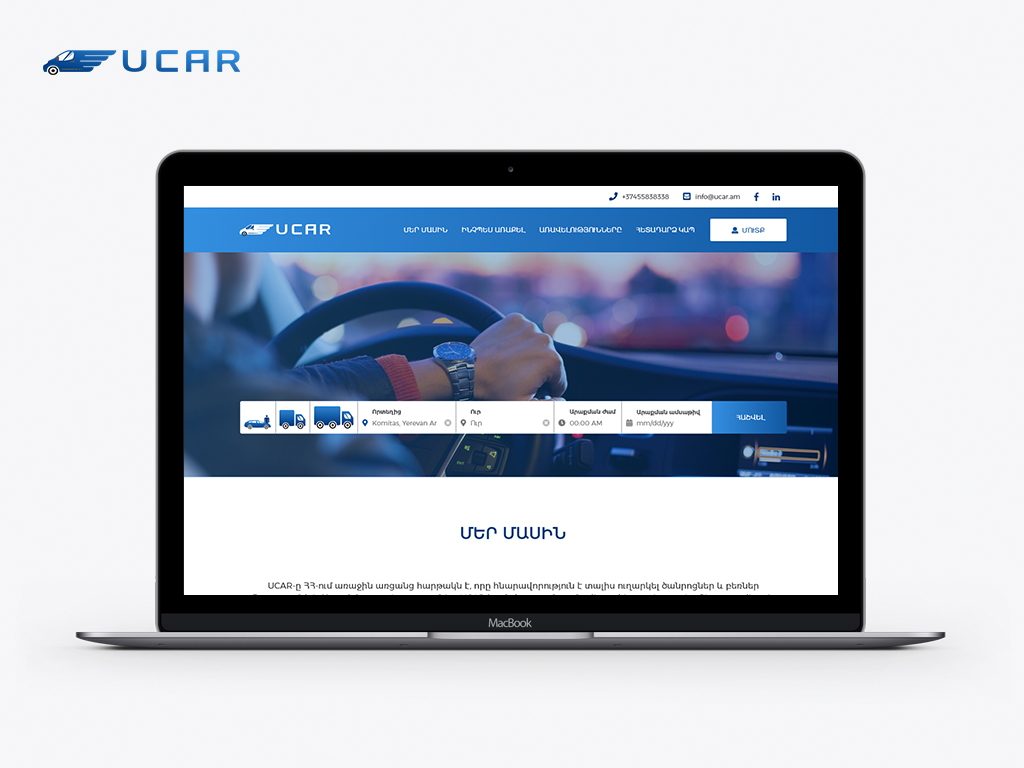 UCAR
+37455838338 info@ucar.am
UCAR ՄԵՐ ՄԱՍԻՆ ԻՆՉՊԵՍ ԱՌԱՔԵԼ ԱՌԱՎԵԼՈՒԹՅՈՒՆՆԵՐԸ ՀԵՏԱԴԱՐՁ ԿԱՊ ՄՈՒՏՔ
Որտեղից Ուր Առաքման ժամ Առաքման ամսաթիվ
Komitas, Yerevan Ar Ուր 00:00 AM mm/dd/yyy ՀԱՇՎԵԼ
ՄԵՐ ՄԱՍԻՆ
UCAR-ը ՀՀ-ում առաջին առցանց հարթակն է, որը հնարավորություն է տալիս ուղարկել ծանրոցներ և բեռներ
MacBook